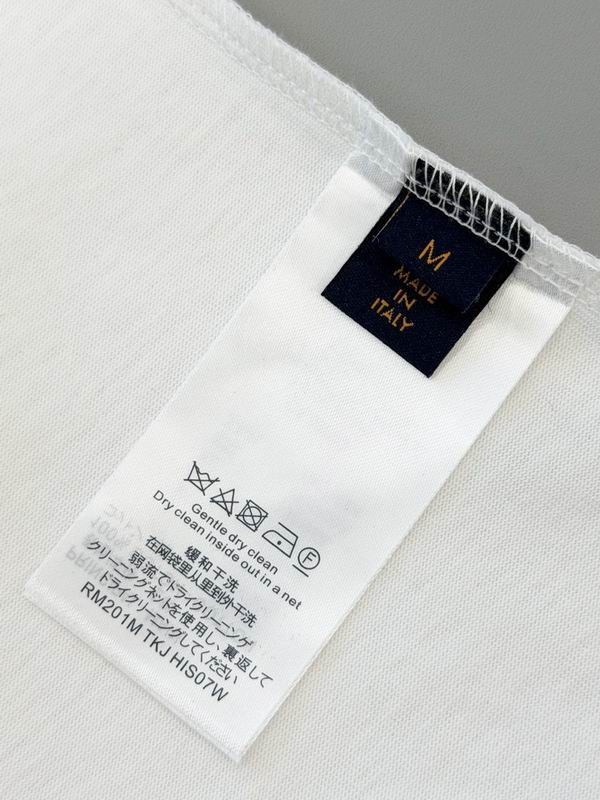 M
MADE
IN
ITALY
Gentle dry clean
Dry clean inside out in a net
缓和干洗
在网袋里从里到外干洗
弱流でドライクリーニンゲ
クリーニングネットを使用し、裏返して
ドライクリーニングしてください
RM201M TKJ HIS07W